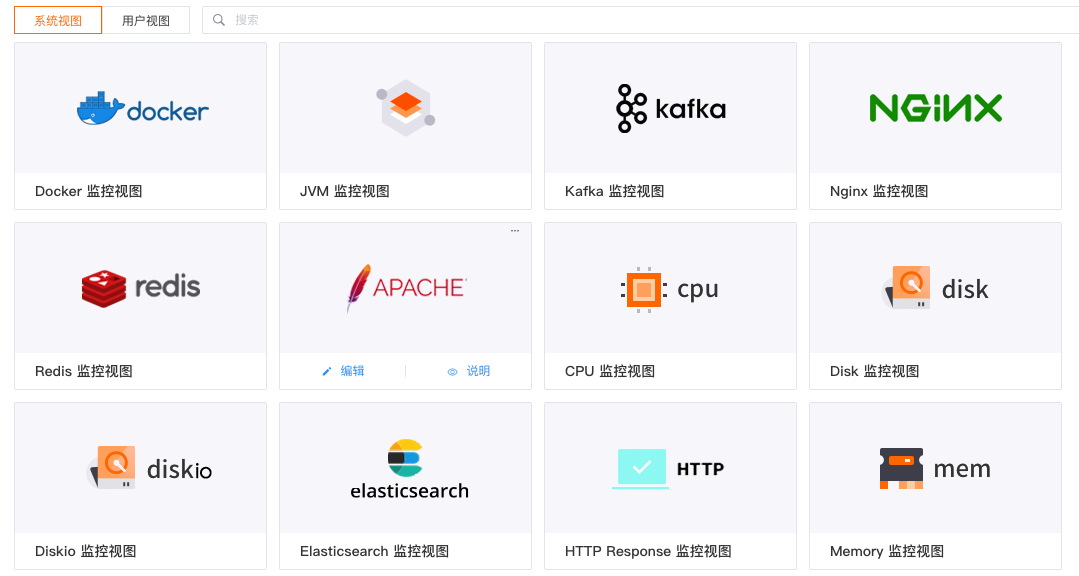 系统视图 用户视图 搜索
docker
kafka
NGINX
Docker 监控视图
JVM 监控视图
Kafka 监控视图
Nginx 监控视图
redis
APACHE
cpu
disk
Redis 监控视图
编辑
说明
CPU 监控视图
Disk 监控视图
diskio
elasticsearch
HTTP
mem
Diskio 监控视图
Elasticsearch 监控视图
HTTP Response 监控视图
Memory 监控视图